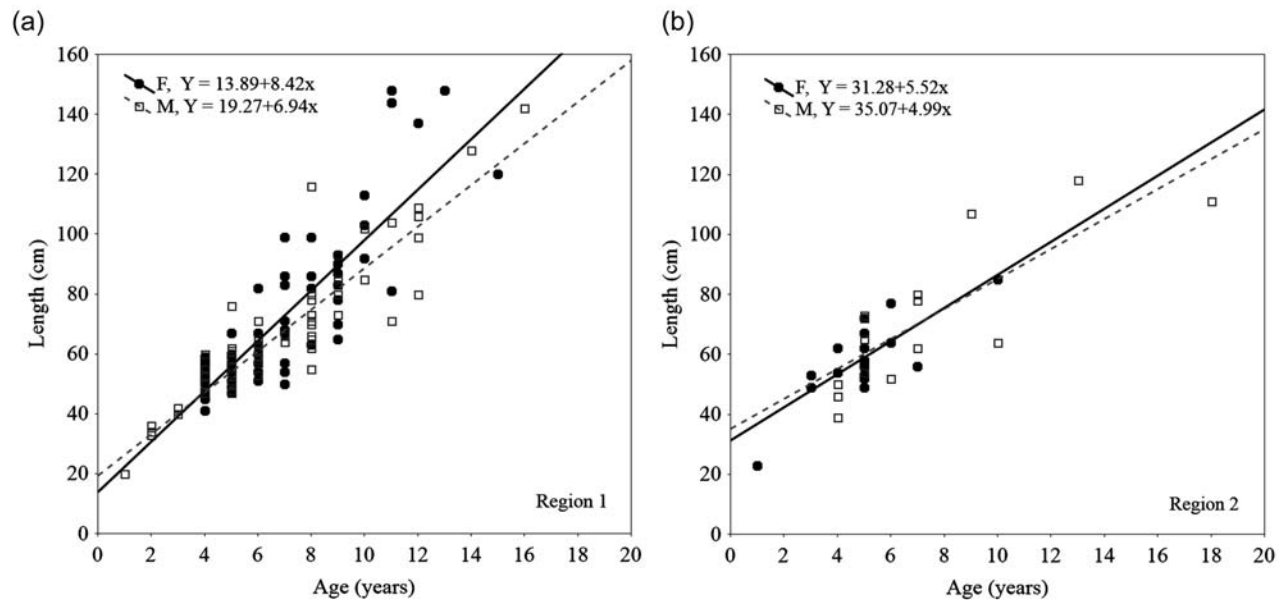 (a)
160
140
120
100
80
60
40
20
0
Length (cm)
F, Y = 13.89+8.42x
M, Y = 19.27+6.94x
Region 1
0 2 4 6 8 10 12 14 16 18 20
Age (years)
(b)
160
140
120
100
80
60
40
20
0
Length (cm)
F, Y = 31.28+5.52x
M, Y = 35.07+4.99x
Region 2
0 2 4 6 8 10 12 14 16 18 20
Age (years)